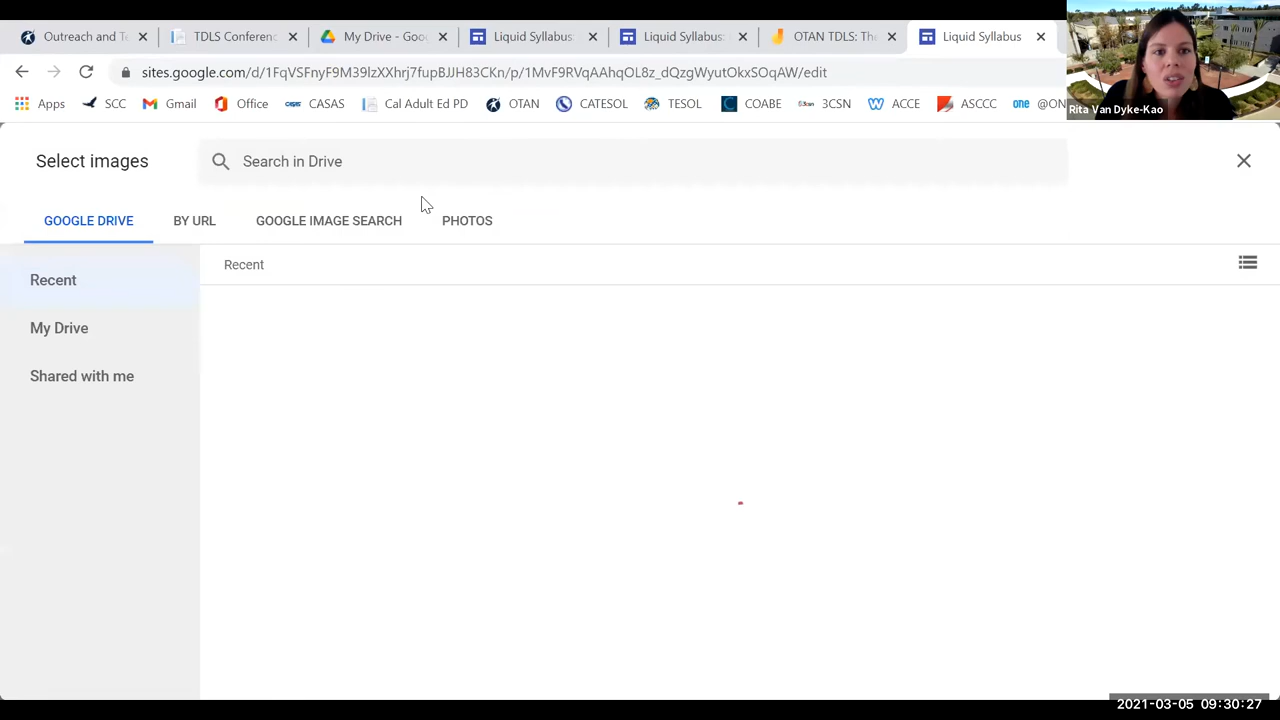 Outreach and Te
TDLS Conferenc
My Drive - Goo
Liquid Syllabus
Liquid Syllabus:
OTAN TDLS: Th
Liquid Syllabus
sites.google.com/d/1FqVSFnyF9M39IzXXhrj7fupBJJHs3CKn/p/1MvF9RVqAAhqOL8z_dQzgWyutOkxSOqAW/edit
Apps
SCC
Gmail
Office
CASAS
Cal Adult Ed PD
OTAN
CATESOL
TESOL
COABE
3CSN
ACCE
ASCCC
one
@ON
Rita Van Dyke-Kao
Select images
Search in Drive
GOOGLE DRIVE
BY URL
GOOGLE IMAGE SEARCH
PHOTOS
Recent
My Drive
Shared with me
Recent
2021-03-05 09:30:27